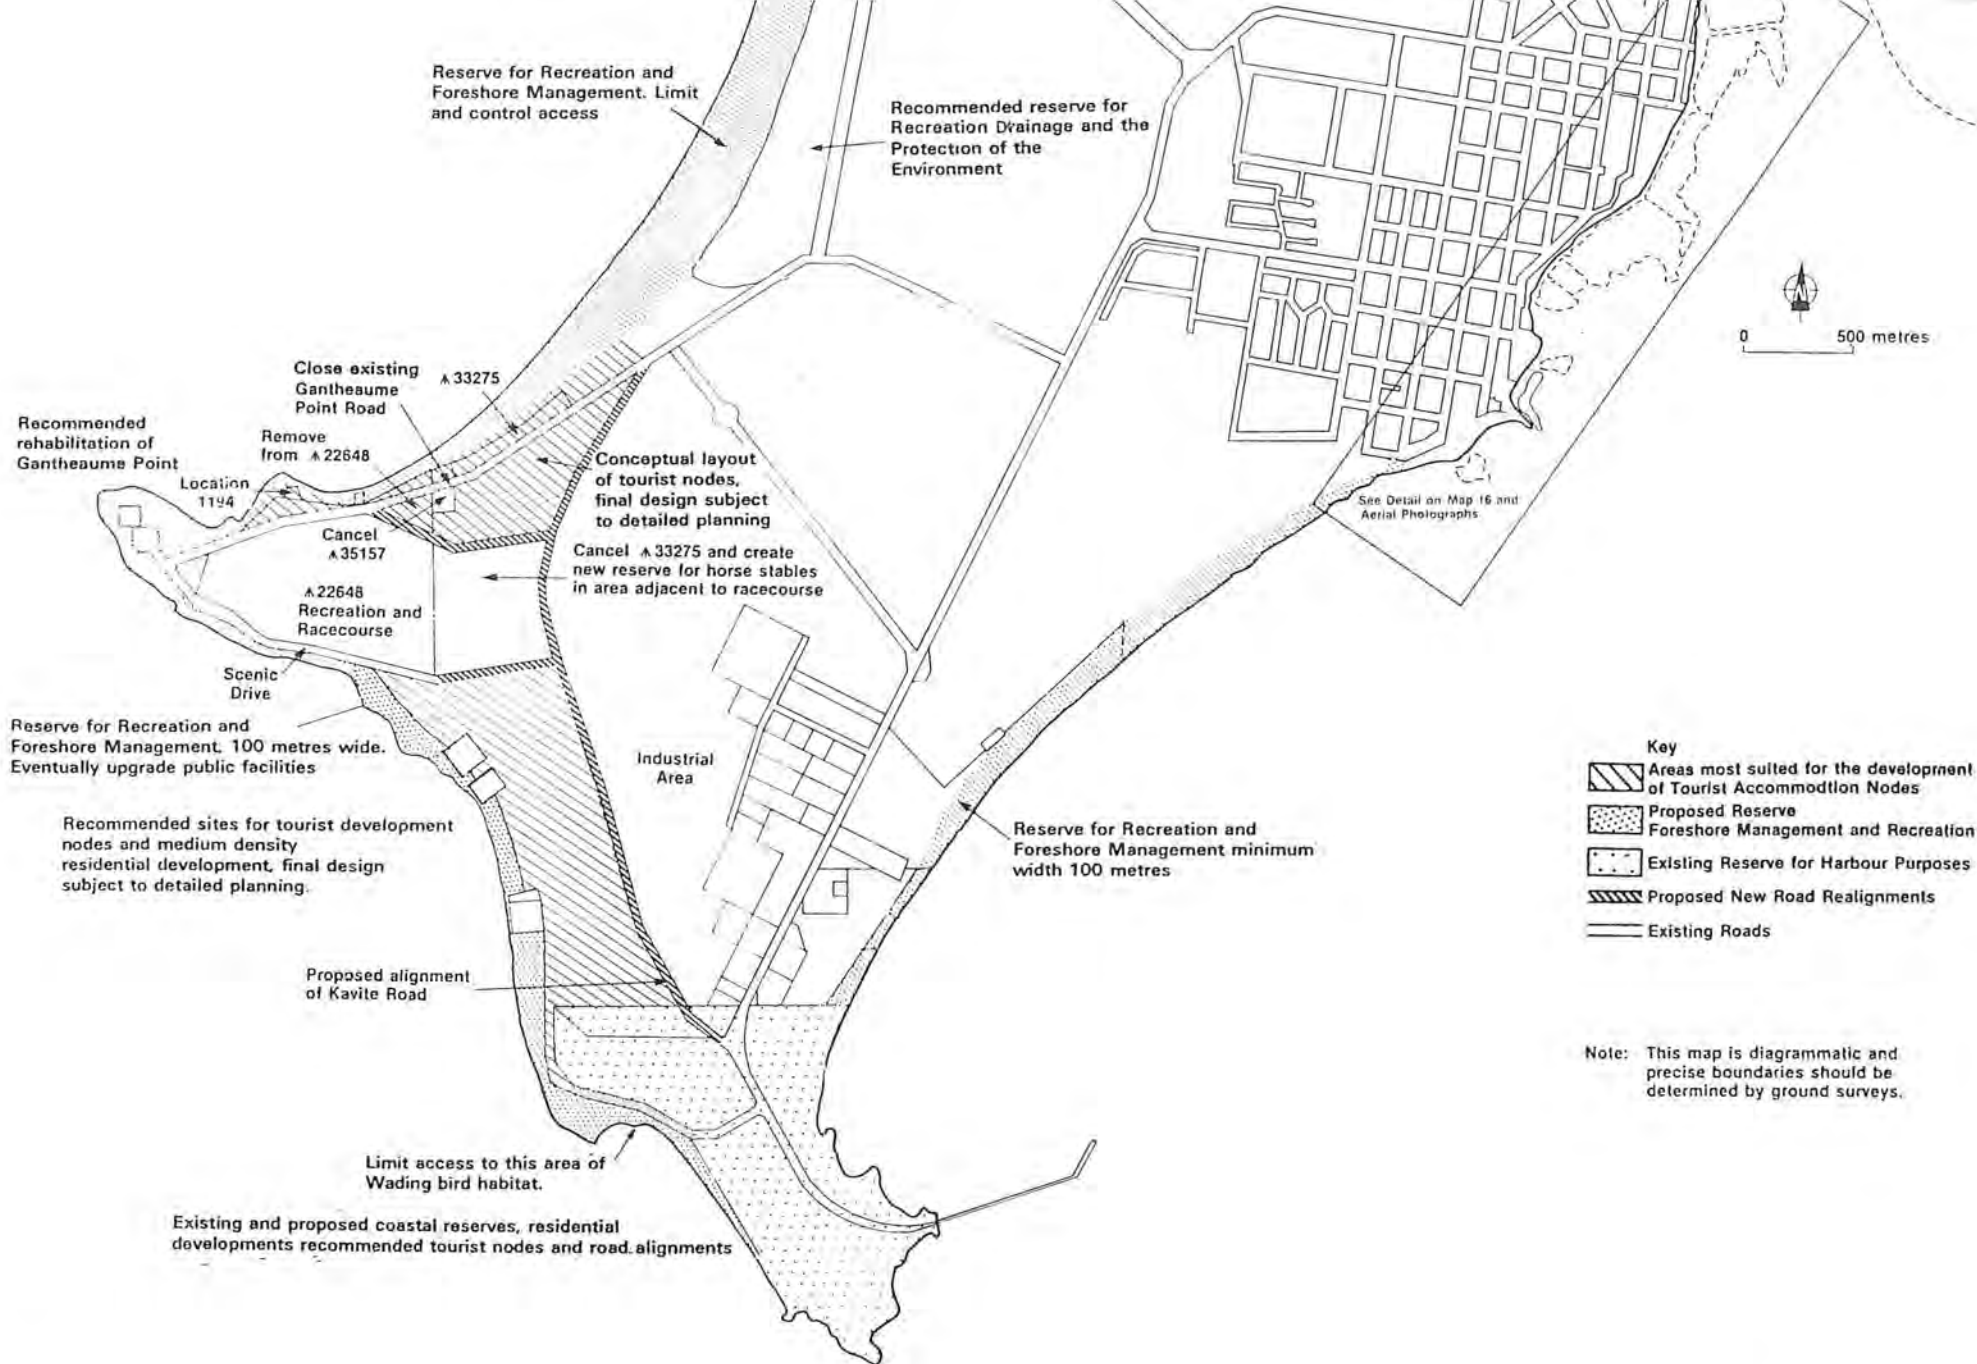 Reserve for Recreation and
Foreshore Management. Limit
and control access
Recommended reserve for
Recreation Drainage and the
Protection of the
Environment
N
0 500 metres
Close existing
Gantheaume
Point Road
33275
Recommended
rehabilitation of
Gantheaume Point
Remove
from 22648
Location
1194
Conceptual layout
of tourist nodes,
final design subject
to detailed planning
See Detail on Map 16 and
Aerial Photographs
Cancel
35157
Cancel 33275 and create
new reserve for horse stables
in area adjacent to racecourse
22648
Recreation and
Racecourse
Scenic
Drive
Reserve for Recreation and
Foreshore Management, 100 metres wide.
Eventually upgrade public facilities
Industrial
Area
Recommended sites for tourist development
nodes and medium density
residential development, final design
subject to detailed planning.
Reserve for Recreation and
Foreshore Management minimum
width 100 metres
Key
Areas most suited for the development
of Tourist Accommodtion Nodes
Proposed Reserve
Foreshore Management and Recreation
Existing Reserve for Harbour Purposes
Proposed New Road Realignments
Existing Roads
Proposed alignment
of Kavite Road
Note: This map is diagrammatic and
precise boundaries should be
determined by ground surveys.
Limit access to this area of
Wading bird habitat.
Existing and proposed coastal reserves, residential
developments recommended tourist nodes and road alignments